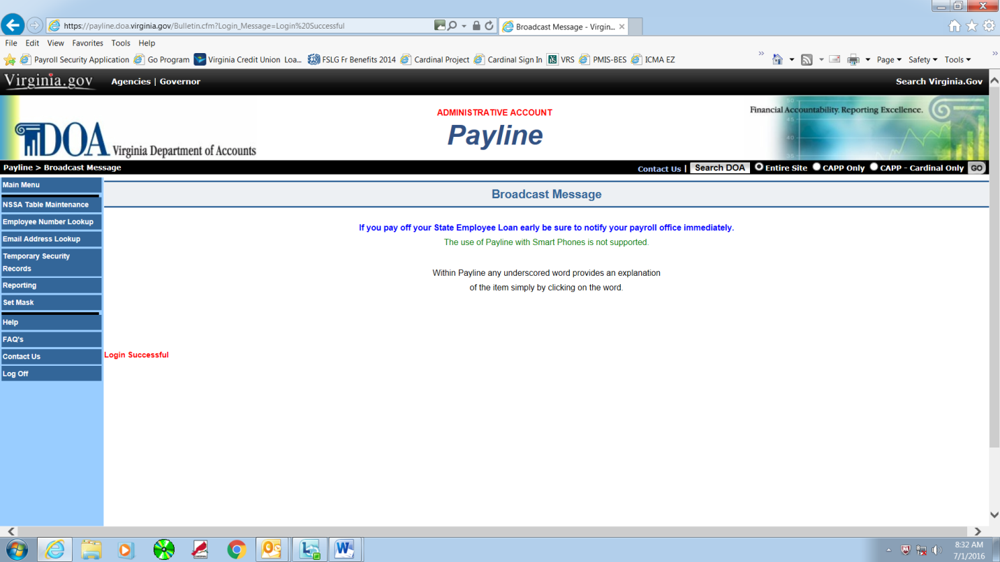 https://payline.doa.virginia.gov/Bulletin.cfm?Login_Message=Login%20Successful
Broadcast Message - Virgin...
File Edit View Favorites Tools Help
Payroll Security Application Go Program Virginia Credit Union Loa... FSLG Fr Benefits 2014 Cardinal Project Cardinal Sign In VRS PMIS-BES ICMA EZ Page Safety Tools
Virginia.gov Agencies | Governor Search Virginia.Gov
ADMINISTRATIVE ACCOUNT
Payline
Financial Accountability. Reporting Excellence.
DOA Virginia Department of Accounts
Payline > Broadcast Message Contact Us | Search DOA Entire Site CAPP Only CAPP - Cardinal Only GO
Main Menu
NSSA Table Maintenance
Employee Number Lookup
Email Address Lookup
Temporary Security
Records
Reporting
Set Mask
Help
FAQ's
Contact Us
Log Off
Broadcast Message
If you pay off your State Employee Loan early be sure to notify your payroll office immediately.
The use of Payline with Smart Phones is not supported.
Within Payline any underscored word provides an explanation
of the item simply by clicking on the word.
Login Successful
8:32 AM
7/1/2016